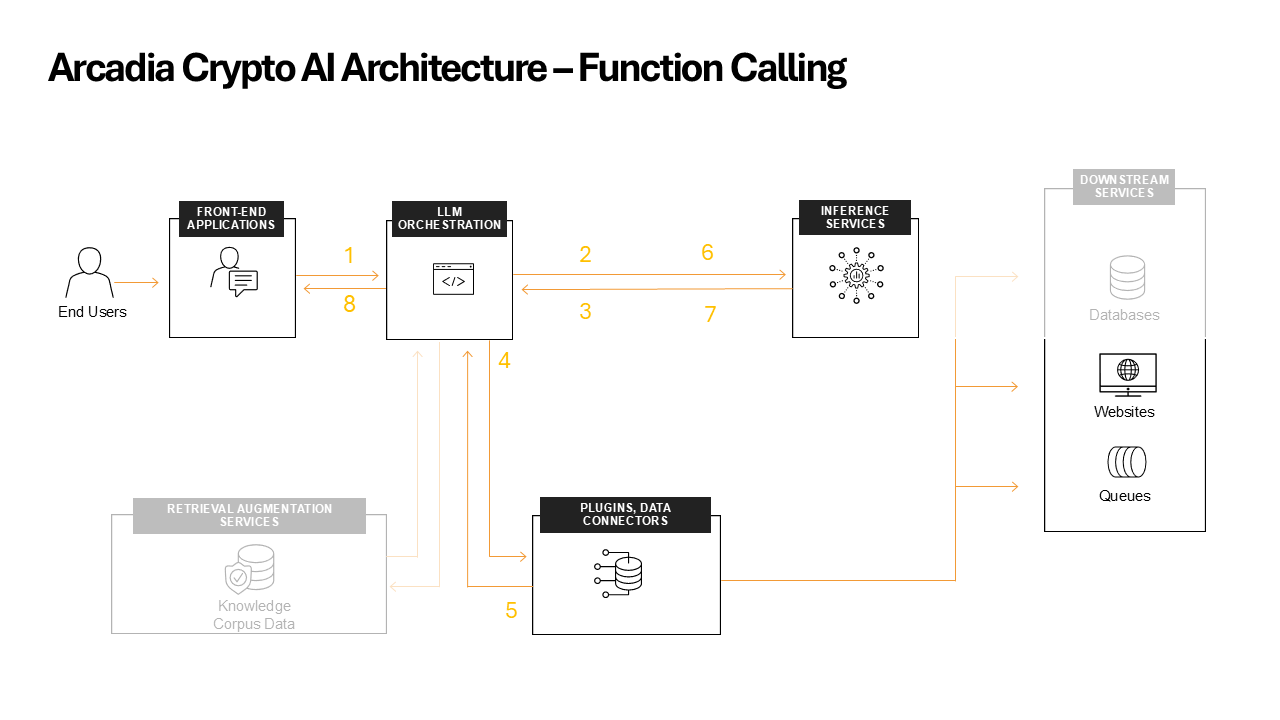 Arcadia Crypto AI Architecture – Function Calling
DOWNSTREAM
SERVICES
FRONT-END
APPLICATIONS
LLM
ORCHESTRATION
INFERENCE
SERVICES
1
2
6
8
3
7
</>
End Users
Databases
4
Websites
Queues
RETRIEVAL AUGMENTATION
SERVICES
PLUGINS, DATA
CONNECTORS
Knowledge
Corpus Data
5